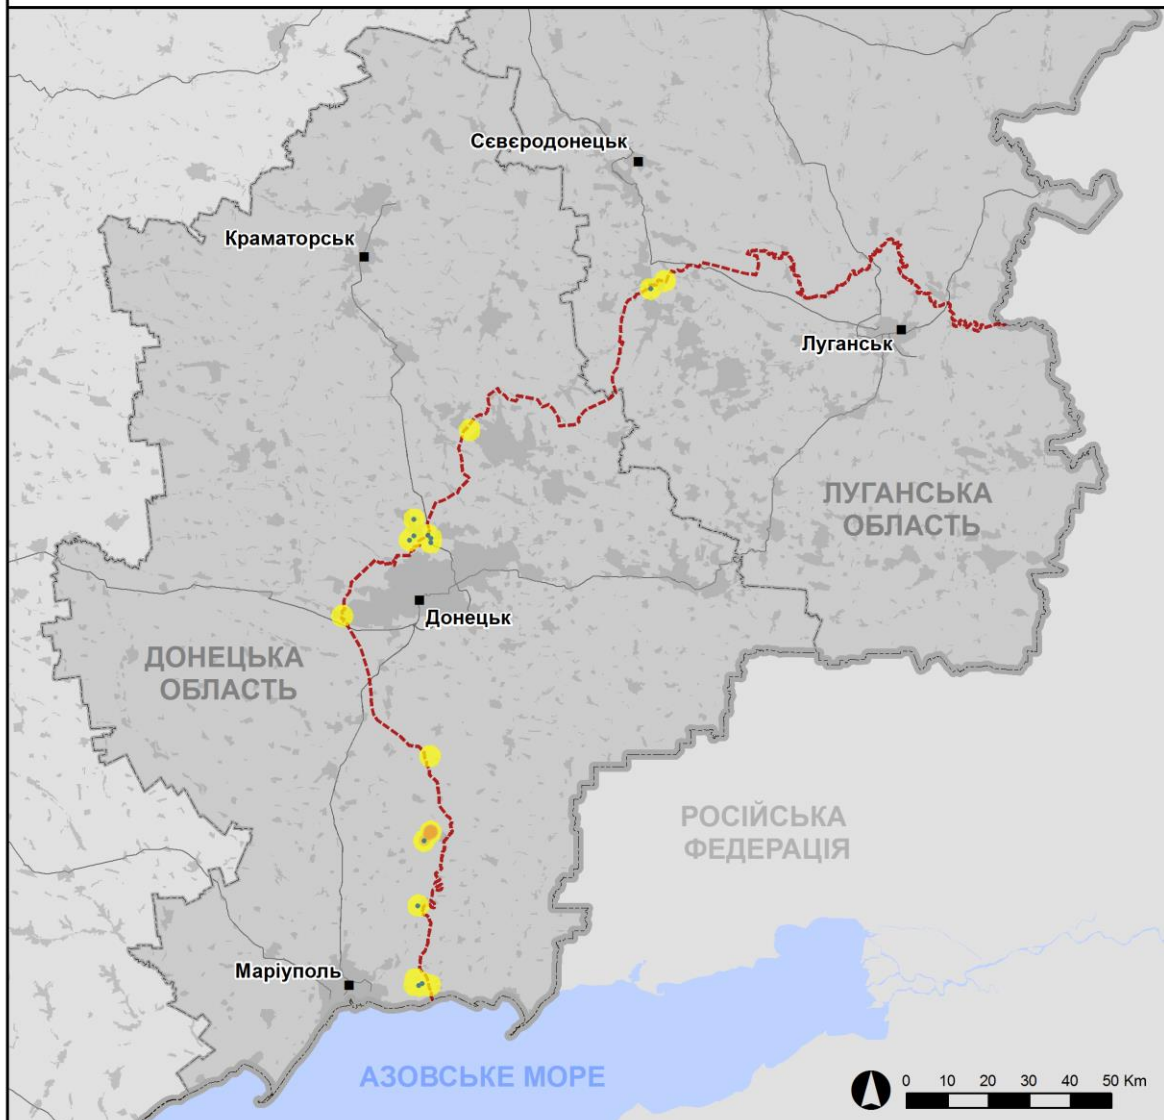 Сєвєродонецьк
Краматорськ
Луганськ
ЛУГАНСЬКА
ОБЛАСТЬ
Донецьк
ДОНЕЦЬКА
ОБЛАСТЬ
РОСІЙСЬКА
ФЕДЕРАЦІЯ
Маріуполь
АЗОВСЬКЕ МОРЕ
0 10 20 30 40 50 Km